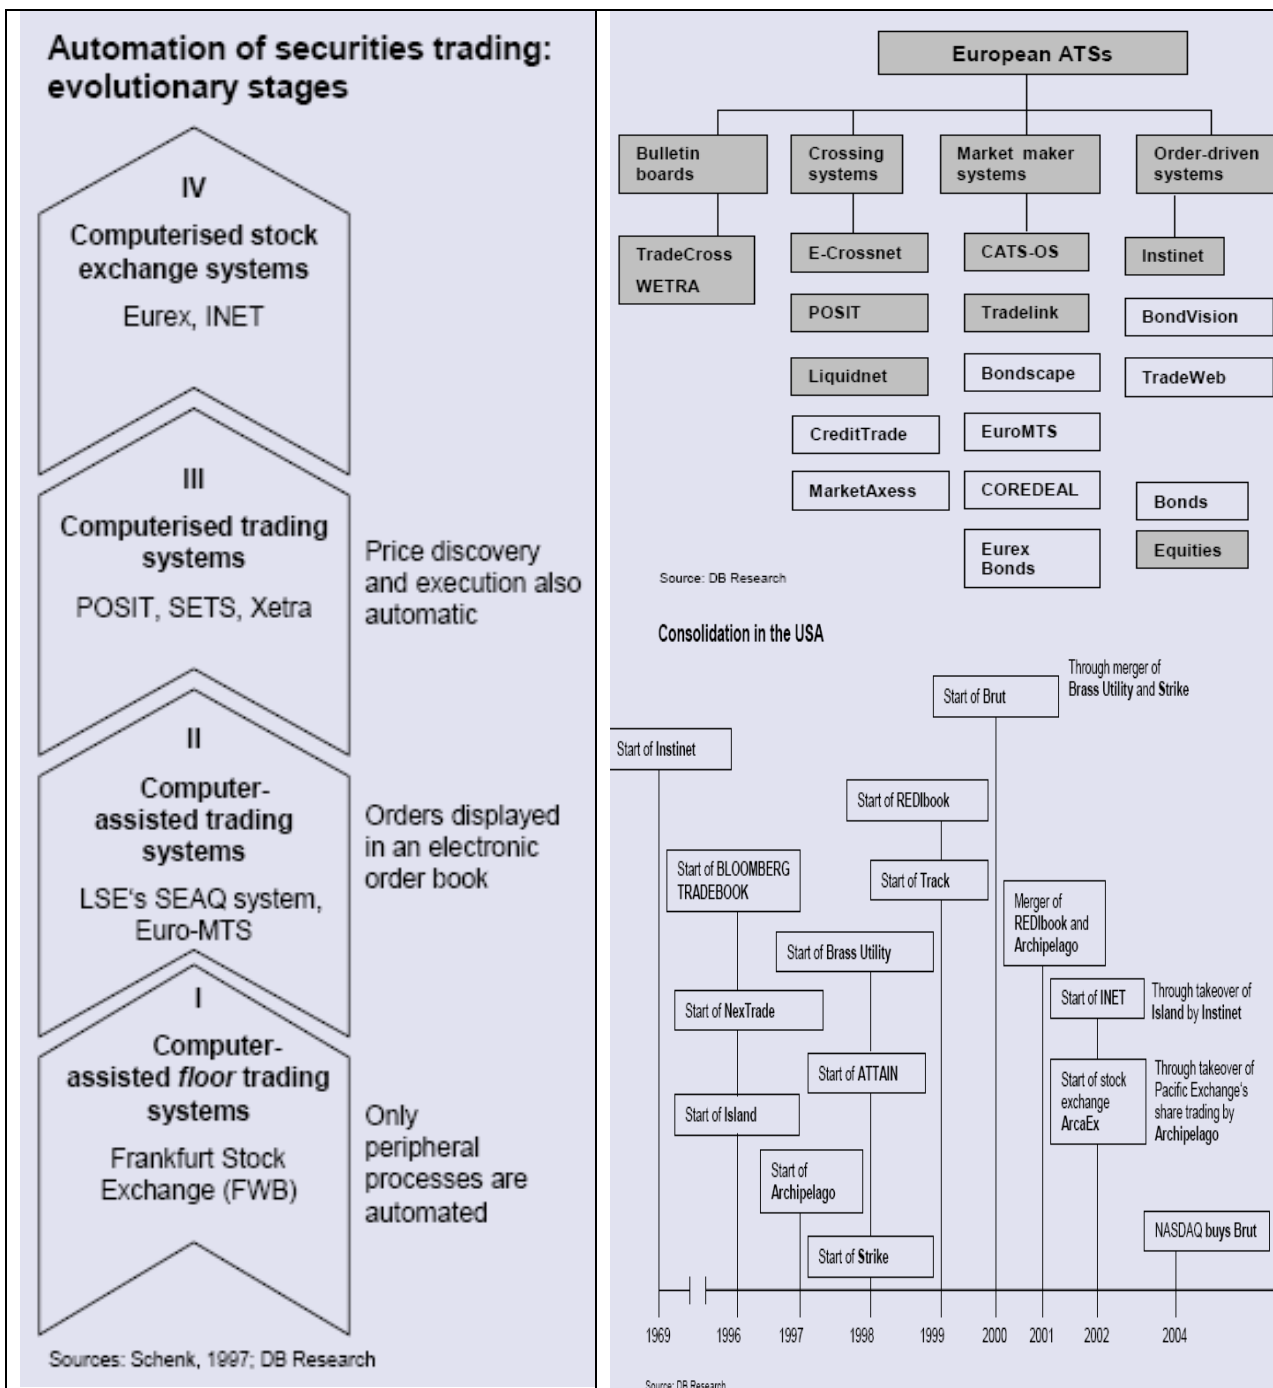 Automation of securities trading:
evolutionary stages
IV
Computerised stock
exchange systems
Eurex, INET
III
Computerised trading
systems
POSIT, SETS, Xetra
Price discovery
and execution also
automatic
II
Computer-
assisted trading
systems
LSE's SEAQ system,
Euro-MTS
Orders displayed
in an electronic
order book
I
Computer-
assisted floor trading
systems
Frankfurt Stock
Exchange (FWB)
Only
peripheral
processes are
automated
Sources: Schenk, 1997; DB Research
European ATSs
Bulletin
boards
TradeCross
WETRA
Crossing
systems
E-Crossnet
POSIT
Liquidnet
CreditTrade
MarketAxess
Market maker
systems
CATS-OS
Tradelink
Bondscape
EuroMTS
COREDEAL
Eurex
Bonds
Order-driven
systems
Instinet
BondVision
TradeWeb
Bonds
Equities
Source: DB Research
Consolidation in the USA
Start of Brut
Through merger of
Brass Utility and Strike
Start of Instinet
Start of REDIbook
Start of BLOOMBERG
TRADEBOOK
Start of Track
Merger of
REDIbook and
Archipelago
Start of Brass Utility
Start of INET
Through takeover of
Island by Instinet
Start of NexTrade
Start of ATTAIN
Start of stock
exchange
ArcaEx
Through takeover of
Pacific Exchange's
share trading by
Archipelago
Start of Island
Start of
Archipelago
Start of Strike
NASDAQ buys Brut
1969 1996 1997 1998 1999 2000 2001 2002 2004
Source: DB Research